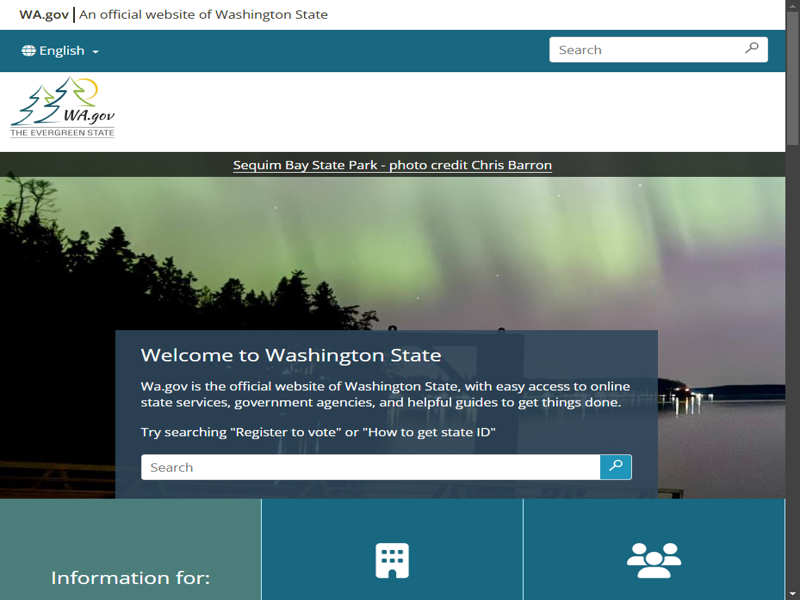 WA.gov An official website of Washington State
English
Search
WA.gov
THE EVERGREEN STATE
Sequim Bay State Park - photo credit Chris Barron
Welcome to Washington State
Wa.gov is the official website of Washington State, with easy access to online
state services, government agencies, and helpful guides to get things done.
Try searching "Register to vote" or "How to get state ID"
Search
Information for: